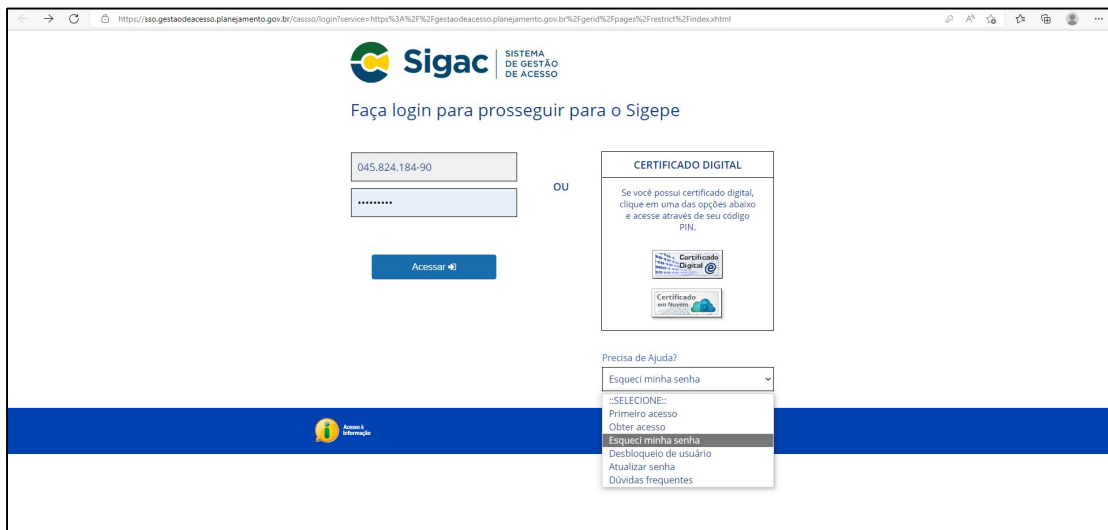 https://sso.gestaodeacesso.planejamento.gov.br/cassso/login?service=https%3A%2F%2Fgestaodeacesso.planejamento.gov.br%2Fgerid%2Fpages%2Frestrict%2Findex.xhtml
Sigac
SISTEMA
DE GESTÃO
DE ACESSO
Faça login para prosseguir para o Sigepe
045.824.184-90
•••••••••
Acessar
OU
CERTIFICADO DIGITAL
Se você possui certificado digital,
clique em uma das opções abaixo
e acesse através de seu código
PIN.
Certificado
Digital
Certificado
em Nuvem
Precisa de Ajuda?
Esqueci minha senha
::SELECIONE::
Primeiro acesso
Obter acesso
Esqueci minha senha
Desbloqueio de usuário
Atualizar senha
Dúvidas frequentes
Acesso à
Informação